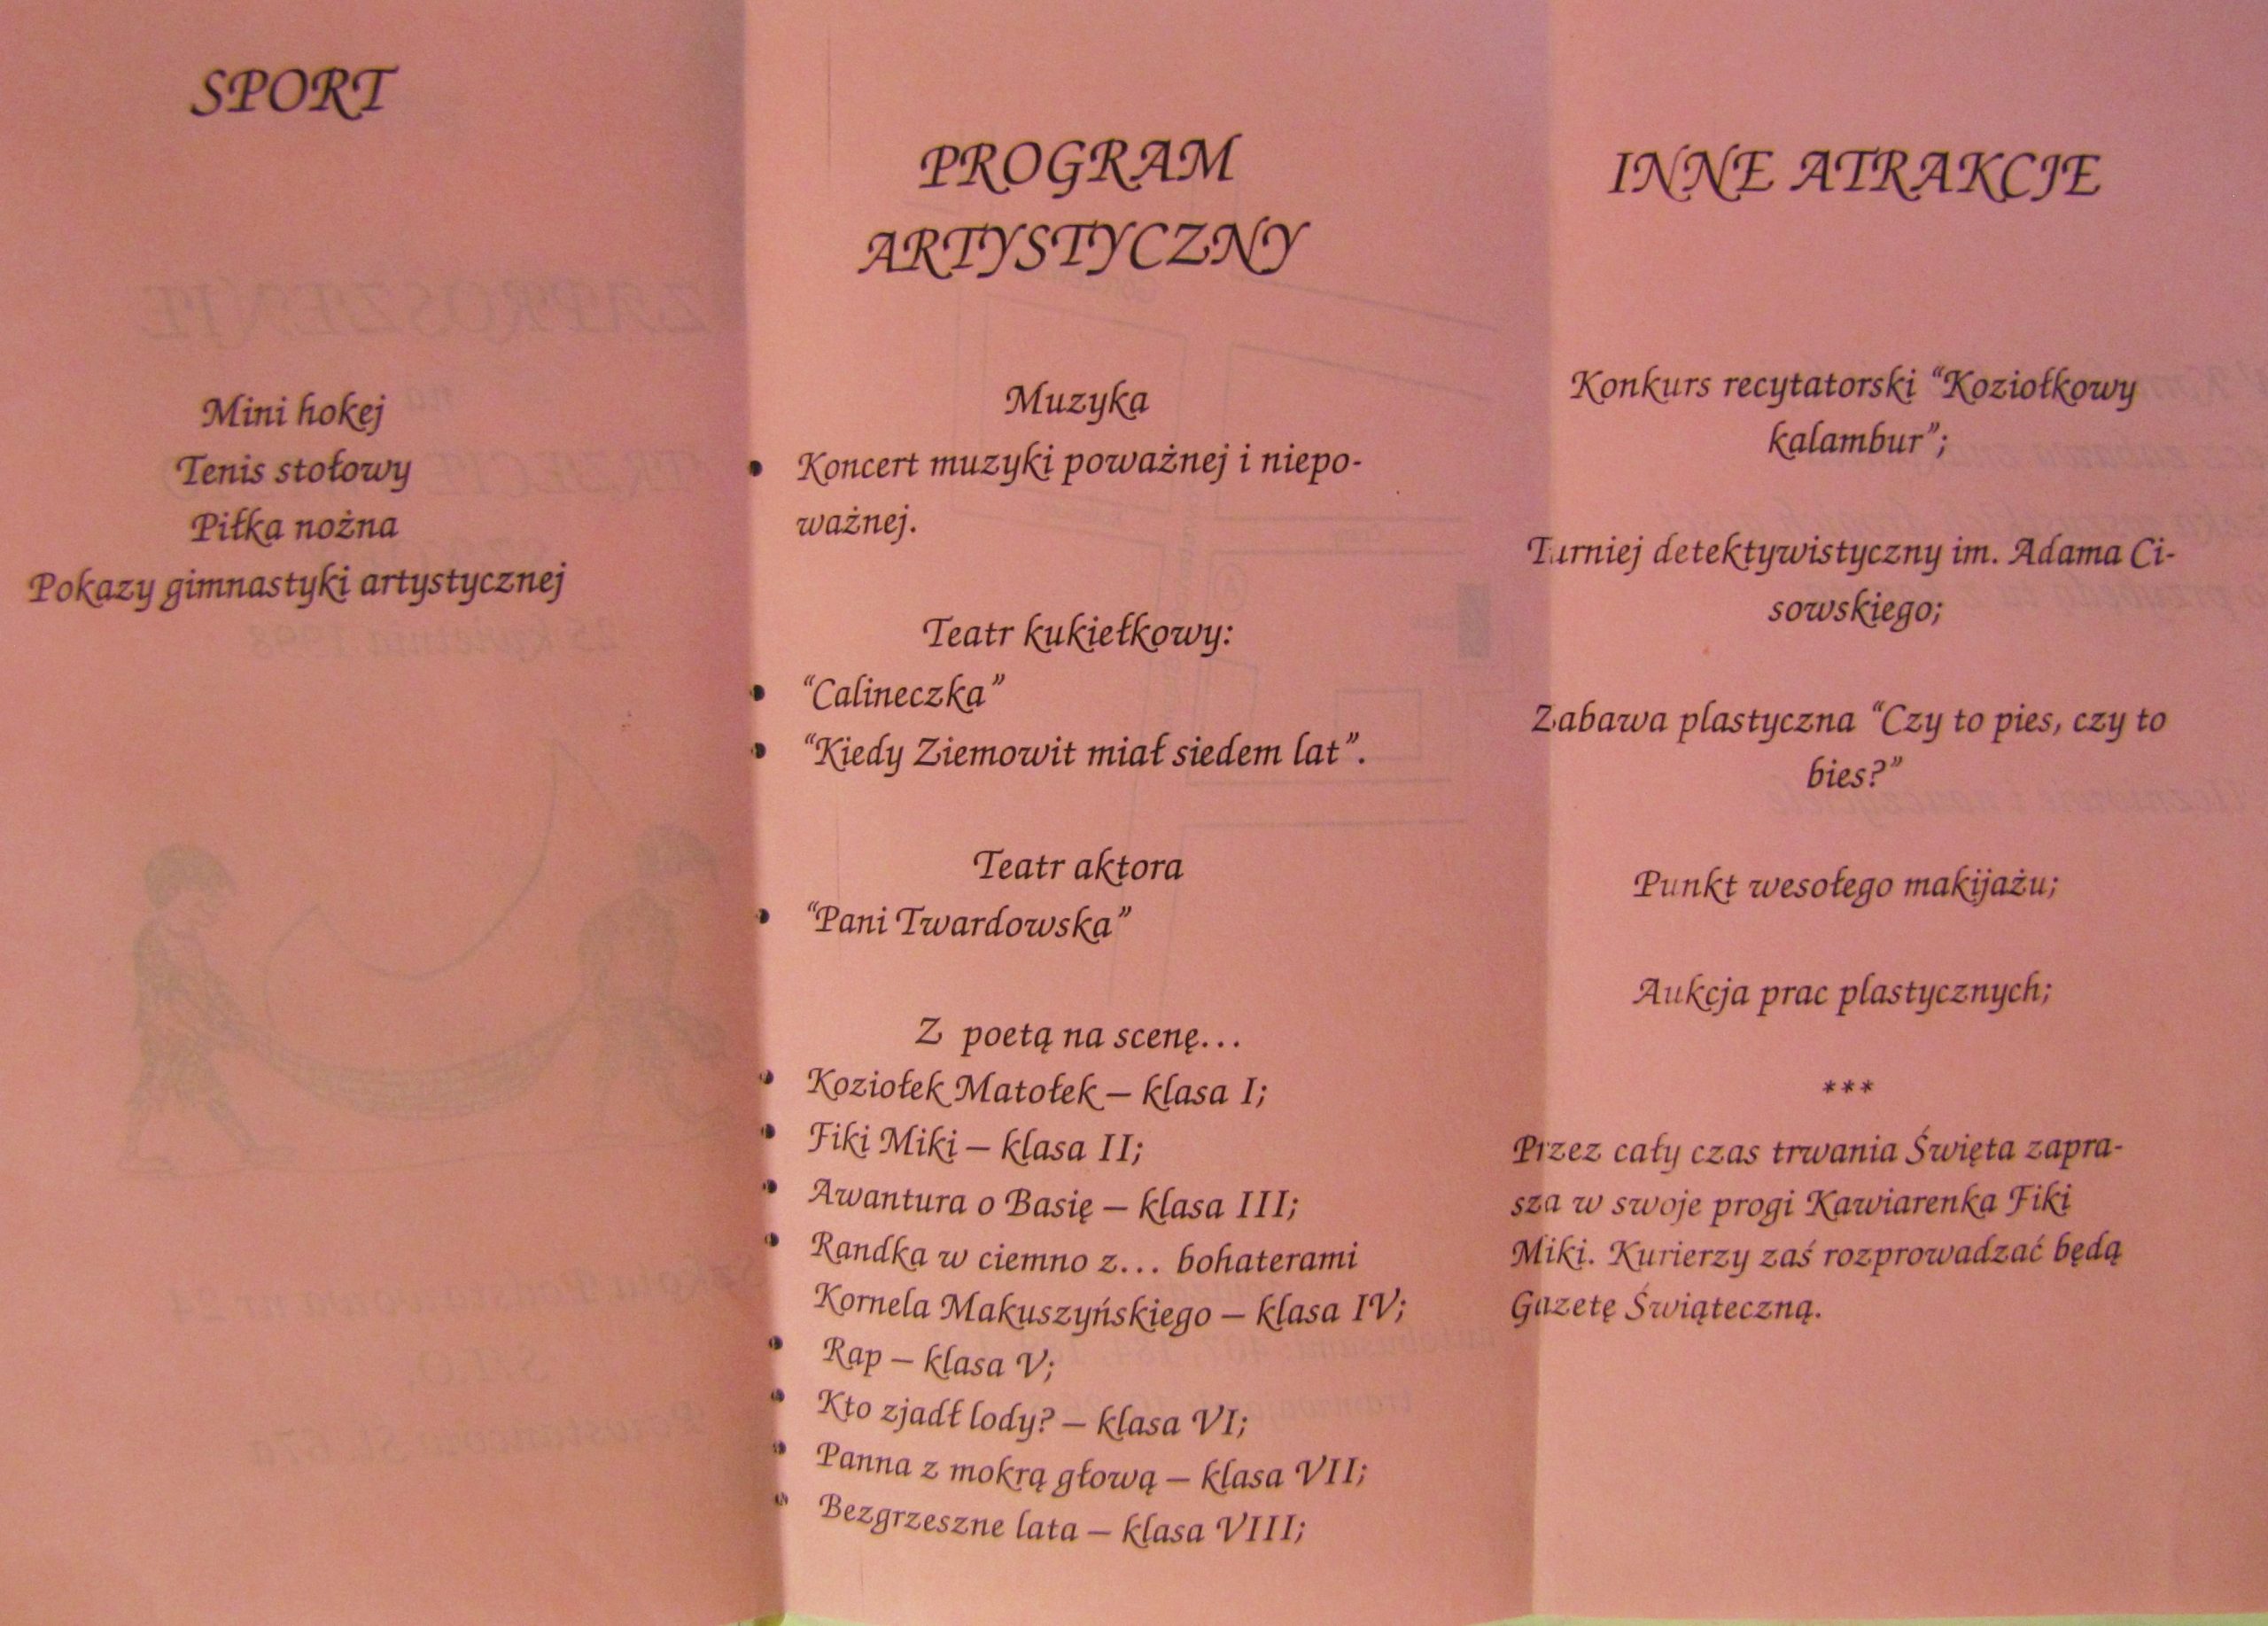 SPORT
Mini hokej
Tenis stołowy
Piłka nożna
Pokazy gimnastyki artystycznej
PROGRAM
ARTYSTYCZNY
Muzyka
• Koncert muzyki poważnej i niepo-
ważnej.
Teatr kukiełkowy:
• “Calineczka”
• “Kiedy Ziemowit miał siedem lat”.
Teatr aktora
• “Pani Twardowska”
Z poetą na scenę…
• Koziołek Matołek – klasa I;
• Fiki Miki – klasa II;
• Awantura o Basię – klasa III;
• Randka w ciemno z… bohaterami
Kornela Makuszyńskiego – klasa IV;
• Rap – klasa V;
• Kto zjadł lody? – klasa VI;
• Panna z mokrą głową – klasa VII;
• Bezgrzeszne lata – klasa VIII;
INNE ATRAKCJE
Konkurs recytatorski “Koziołkowy
kalambur”;
Turniej detektywistyczny im. Adama Ci-
sowskiego;
Zabawa plastyczna “Czy to pies, czy to
bies?”
Punkt wesołego makijażu;
Aukcja prac plastycznych;
***
Przez cały czas trwania Święta zapra-
sza w swoje progi Kawiarenka Fiki
Miki. Kurierzy zaś rozprowadzać będą
Gazetę Świąteczną.